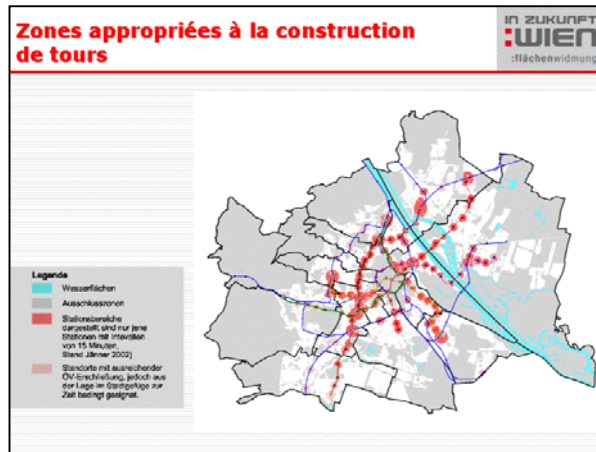 Zones appropriées à la construction
de tours
IN ZUKUNFT
:WIEN
:flächenwidmung
Legende
Wasserflächen
Ausschlusszonen
Stationsbereiche
dargestellt sind nur jene
Stationen mit Intevallen
von 15 Minuten,
Stand Jänner 2002)
Standorte mit ausreichender
ÖV-Erschließung, jedoch aus
der Lage im Stadtgefüge zur
Zeit bedingt geeignet.